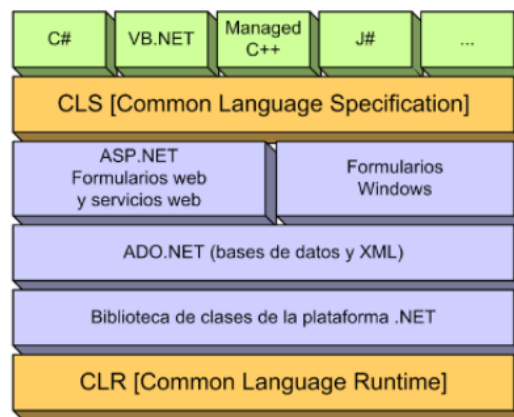 C#
VB.NET
Managed
C++
J#
...
CLS [Common Language Specification]
ASP.NET
Formularios web
y servicios web
Formularios
Windows
ADO.NET (bases de datos y XML)
Biblioteca de clases de la plataforma .NET
CLR [Common Language Runtime]